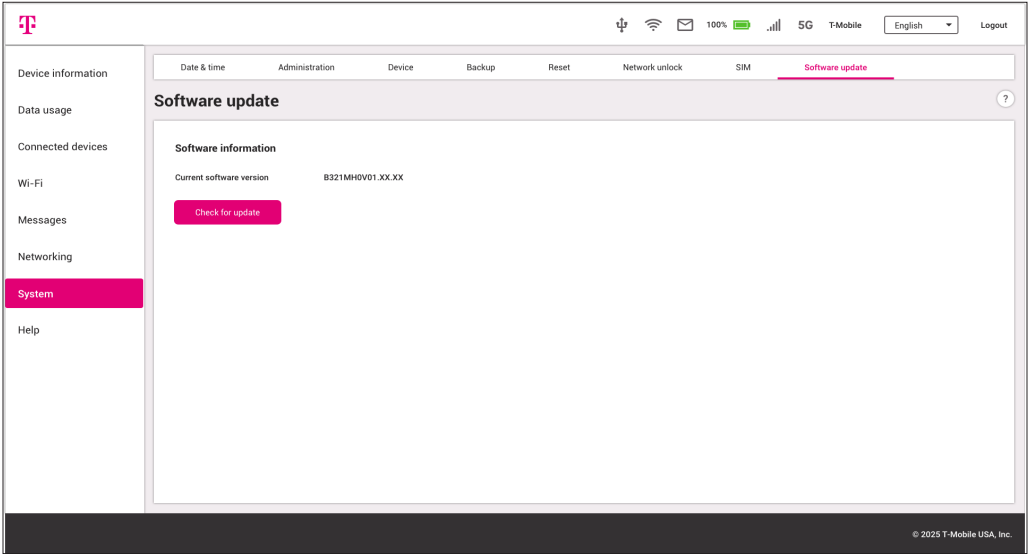 T
100%
5G
T-Mobile
English
Logout
Device information
Data usage
Connected devices
Wi-Fi
Messages
Networking
System
Help
Date & time
Administration
Device
Backup
Reset
Network unlock
SIM
Software update
Software update
?
Software information
Current software version
B321MH0V01.XX.XX
Check for update
© 2025 T-Mobile USA, Inc.